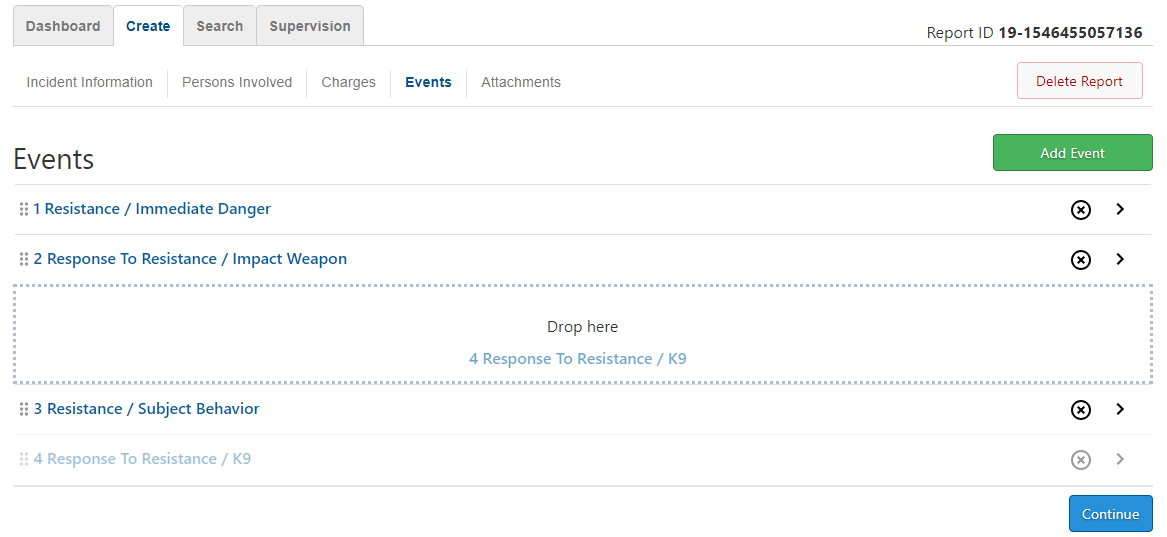 Dashboard Create Search Supervision
Report ID 19-1546455057136
Incident Information Persons Involved Charges Events Attachments Delete Report
Events Add Event
1 Resistance / Immediate Danger
2 Response To Resistance / Impact Weapon
Drop here
4 Response To Resistance / K9
3 Resistance / Subject Behavior
4 Response To Resistance / K9
Continue